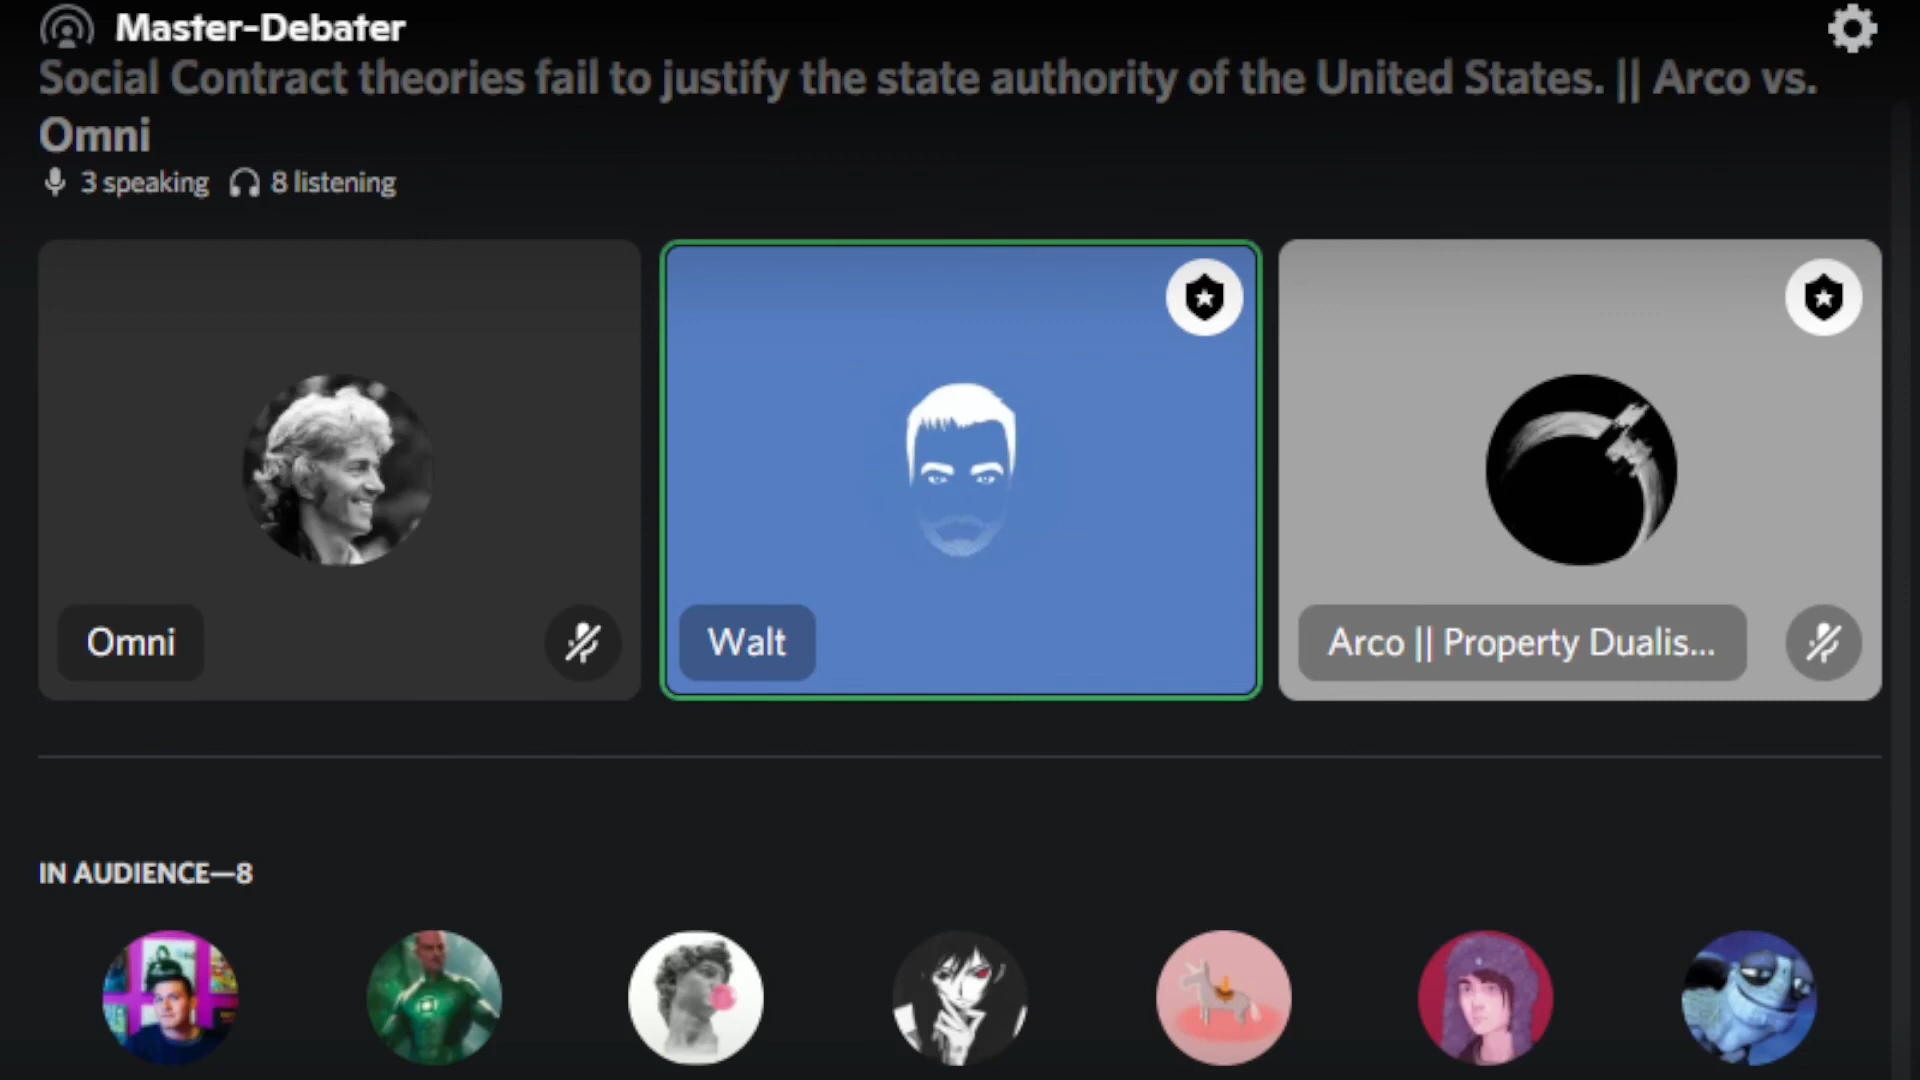 Master-Debater
Social Contract theories fail to justify the state authority of the United States. || Arco vs.
Omni
3 speaking 8 listening
Omni
Walt
Arco || Property Dualis...
IN AUDIENCE—8